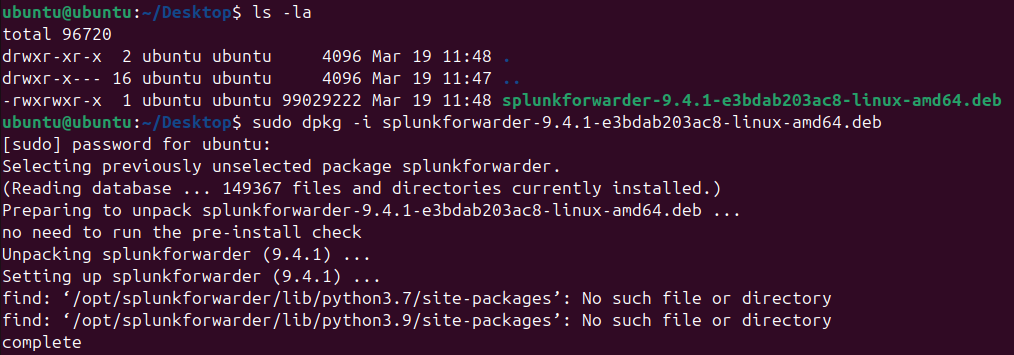 ubuntu@ubuntu:~/Desktop$ ls -la
total 96720
drwxr-xr-x  2 ubuntu ubuntu     4096 Mar 19 11:48 .
drwxr-x--- 16 ubuntu ubuntu     4096 Mar 19 11:47 ..
-rwxrwxr-x  1 ubuntu ubuntu 99029222 Mar 19 11:48 splunkforwarder-9.4.1-e3bdab203ac8-linux-amd64.deb
ubuntu@ubuntu:~/Desktop$ sudo dpkg -i splunkforwarder-9.4.1-e3bdab203ac8-linux-amd64.deb
[sudo] password for ubuntu:
Selecting previously unselected package splunkforwarder.
(Reading database ... 149367 files and directories currently installed.)
Preparing to unpack splunkforwarder-9.4.1-e3bdab203ac8-linux-amd64.deb ...
no need to run the pre-install check
Unpacking splunkforwarder (9.4.1) ...
Setting up splunkforwarder (9.4.1) ...
find: ‘/opt/splunkforwarder/lib/python3.7/site-packages’: No such file or directory
find: ‘/opt/splunkforwarder/lib/python3.9/site-packages’: No such file or directory
complete